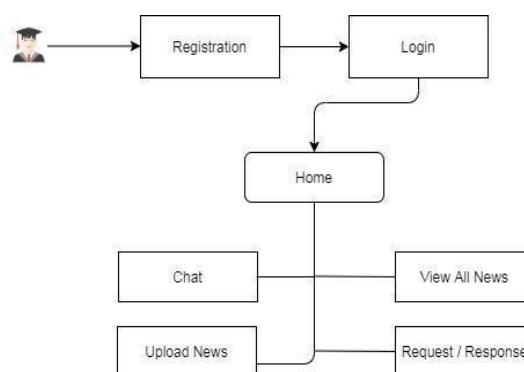 Registration
Login
Home
Chat
View All News
Upload News
Request / Response